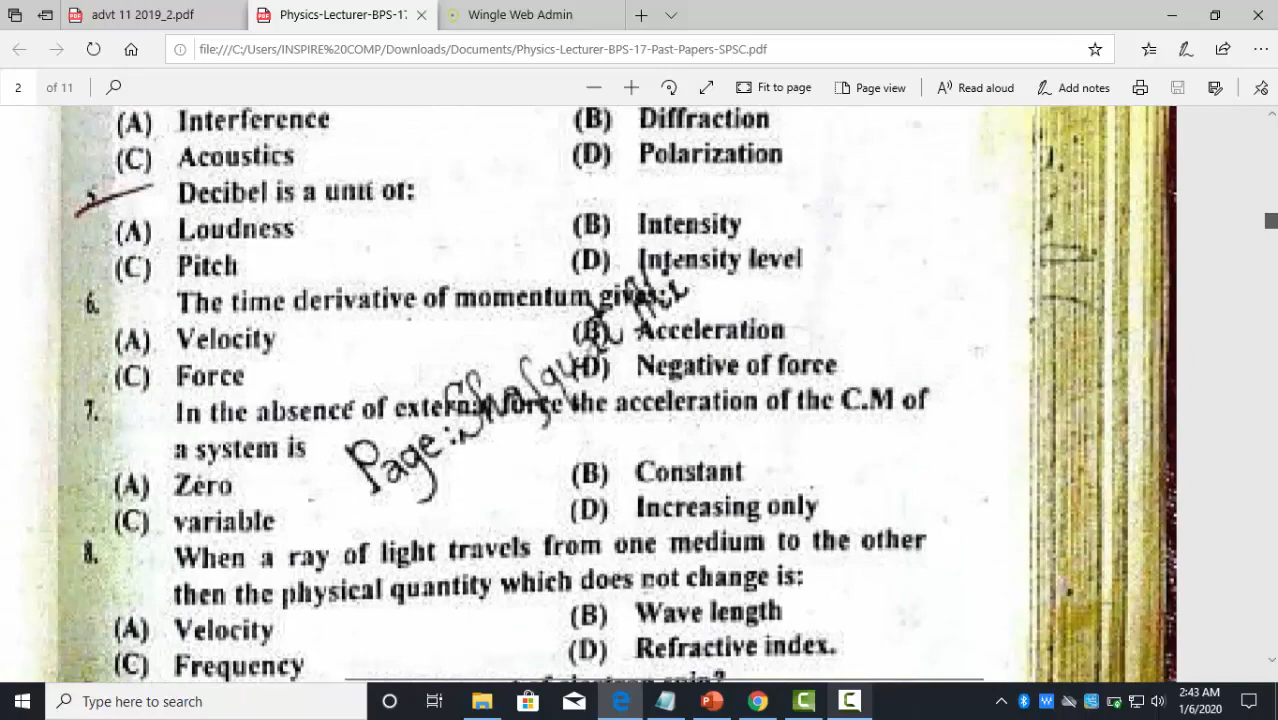 advt 11 2019_2.pdf
Physics-Lecturer-BPS-17
Wingle Web Admin
file:///C:/Users/INSPIRE%20COMP/Downloads/Documents/Physics-Lecturer-BPS-17-Past-Papers-SPSC.pdf
2 of 11 Fit to page Page view Read aloud Add notes
(A) Interference (B) Diffraction
(C) Acoustics (D) Polarization
Decibel is a unit of:
(A) Loudness (B) Intensity
(C) Pitch (D) Intensity level
6. The time derivative of momentum gives:
(A) Velocity (B) Acceleration
(C) Force (D) Negative of force
7. In the absence of external force the acceleration of the C.M of
a system is
(A) Zero (B) Constant
(C) variable (D) Increasing only
Page:
8. When a ray of light travels from one medium to the other
then the physical quantity which does not change is:
(A) Velocity (B) Wave length
(C) Frequency (D) Refractive index.
Type here to search
2:43 AM
1/6/2020